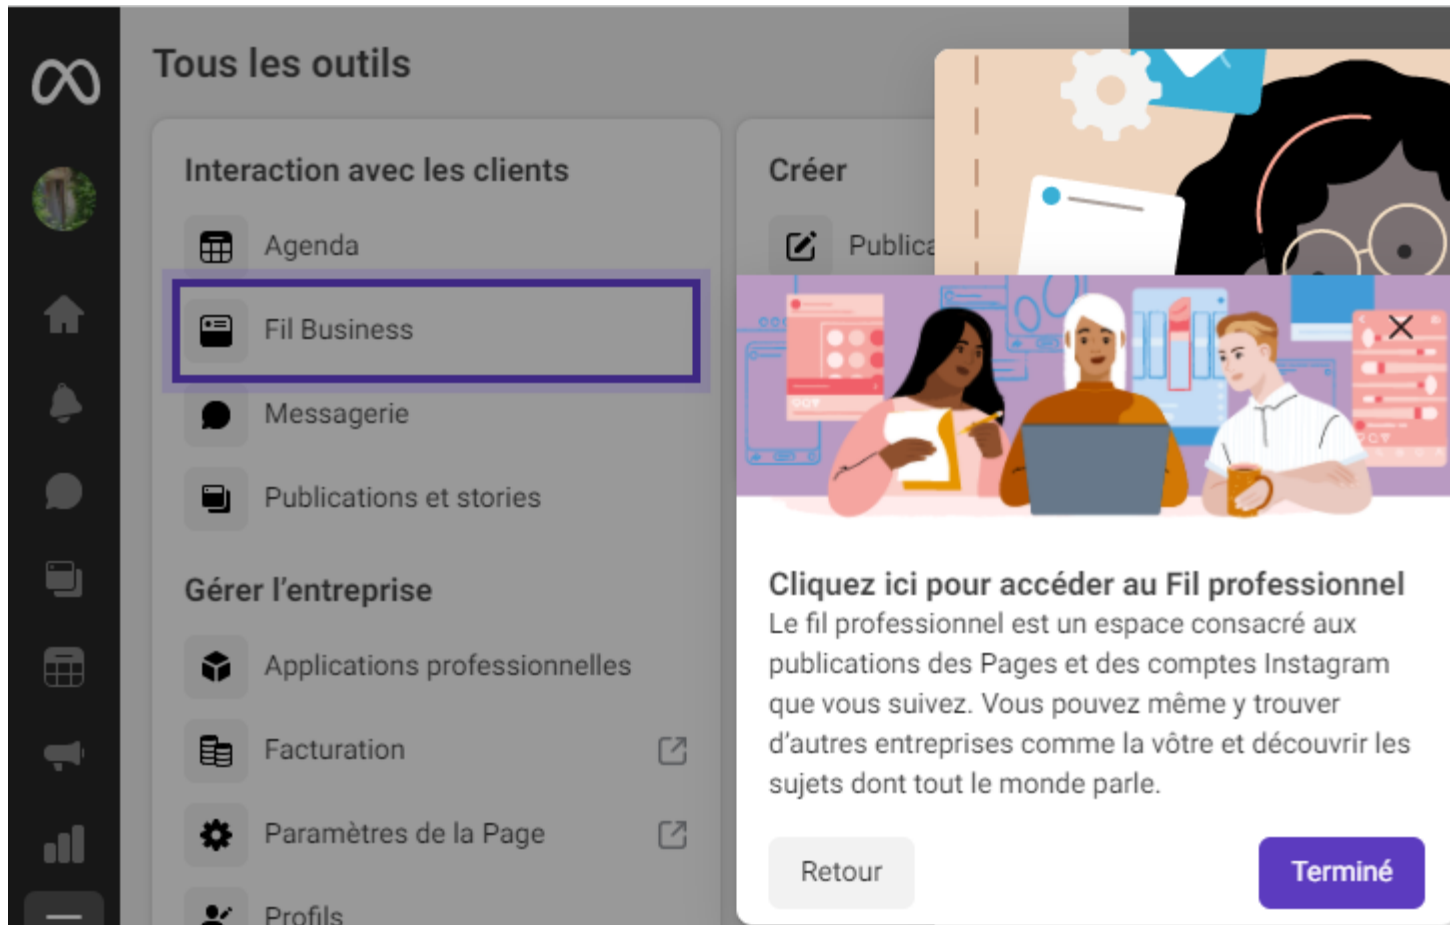 Tous les outils
Interaction avec les clients
Agenda
Fil Business
Messagerie
Publications et stories
Gérer l’entreprise
Applications professionnelles
Facturation
Paramètres de la Page
Profils
Créer
Publica
Cliquez ici pour accéder au Fil professionnel
Le fil professionnel est un espace consacré aux
publications des Pages et des comptes Instagram
que vous suivez. Vous pouvez même y trouver
d’autres entreprises comme la vôtre et découvrir les
sujets dont tout le monde parle.
Retour
Terminé